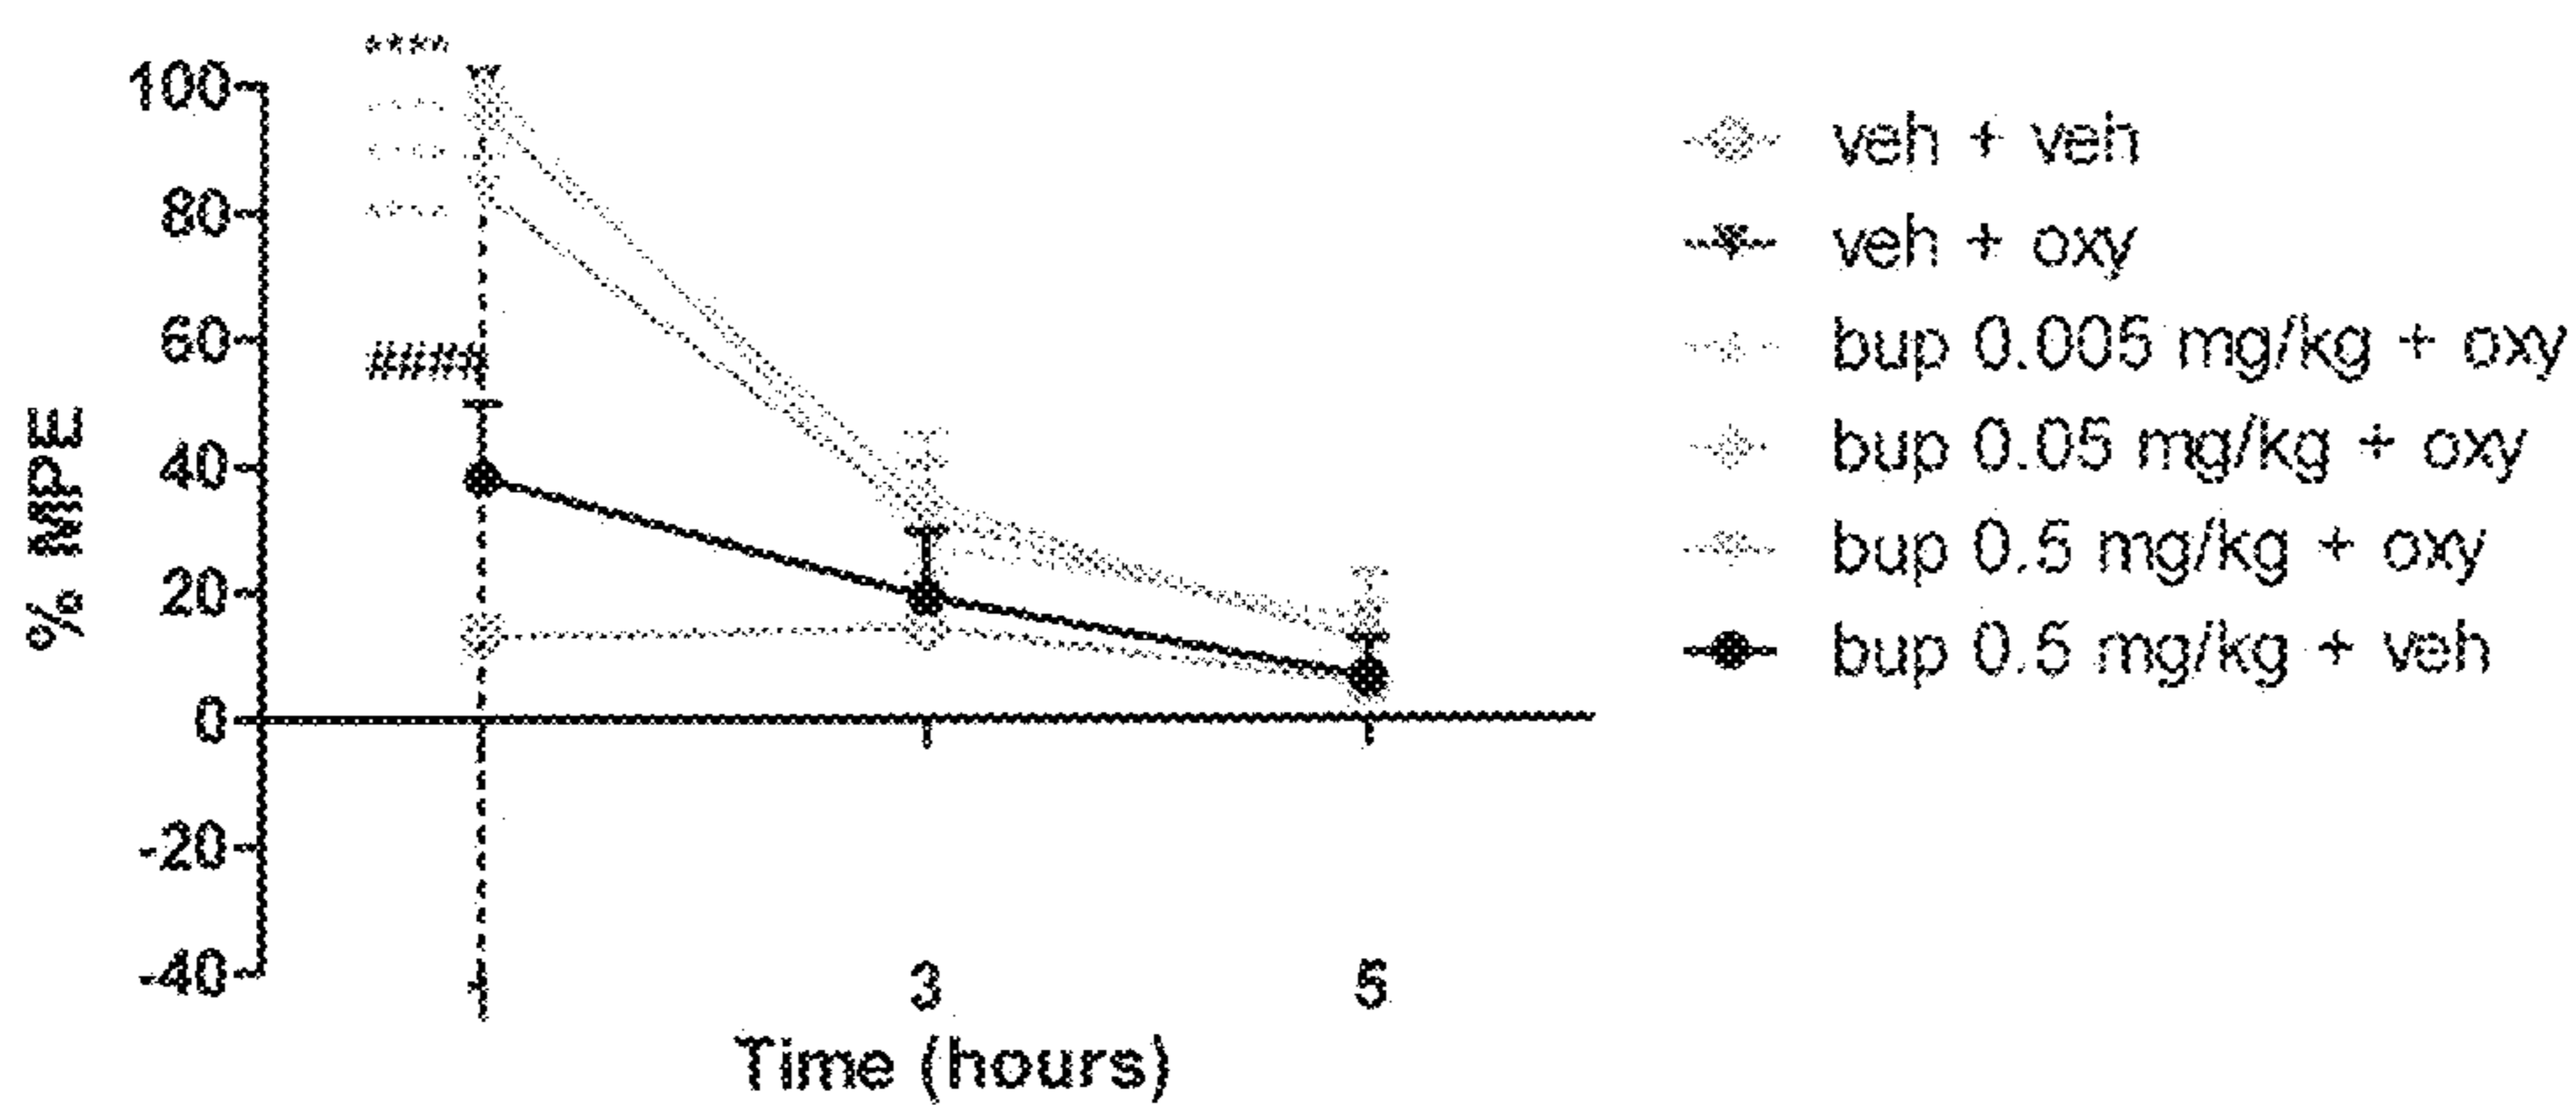 ****
100
****
****
80
****
60
####
40
20
0
-20
-40
% MPE
1
3
5
Time (hours)
veh + veh
veh + oxy
bup 0.005 mg/kg + oxy
bup 0.05 mg/kg + oxy
bup 0.5 mg/kg + oxy
bup 0.5 mg/kg + veh